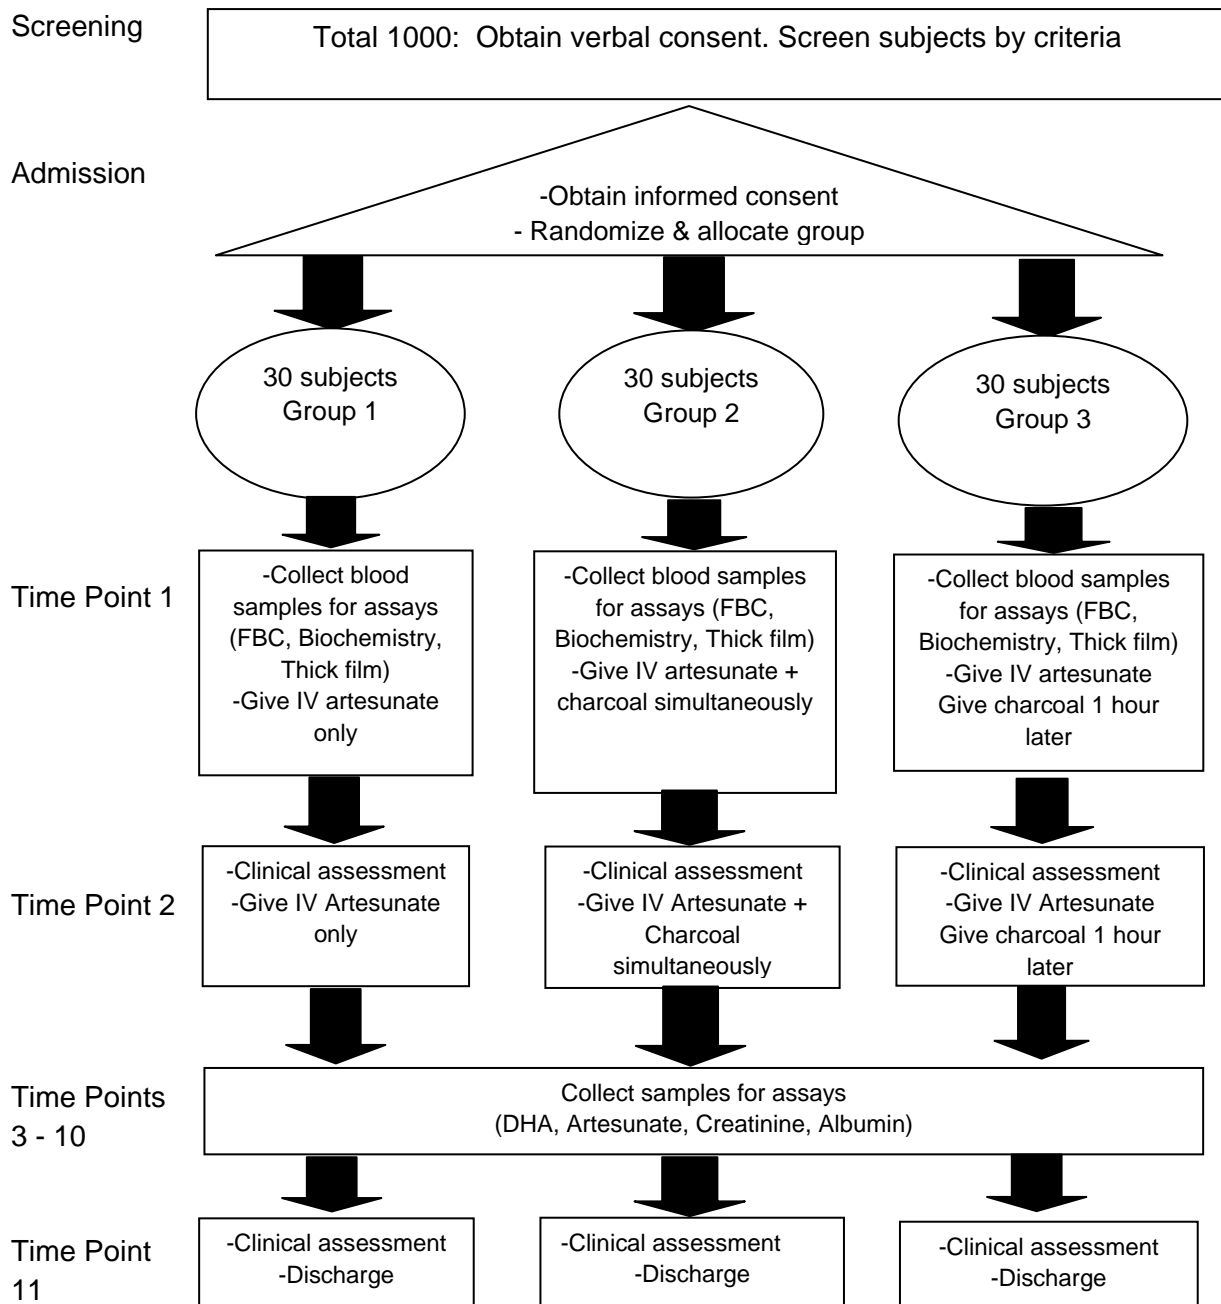 Screening
Total 1000:  Obtain verbal consent. Screen subjects by criteria
Admission
-Obtain informed consent
- Randomize & allocate group
30 subjects
Group 1
30 subjects
Group 2
30 subjects
Group 3
Time Point 1
-Collect blood
samples for assays
(FBC, Biochemistry,
Thick film)
-Give IV artesunate
only
-Collect blood samples
for assays (FBC,
Biochemistry, Thick film)
-Give IV artesunate +
charcoal simultaneously
-Collect blood samples
for assays (FBC,
Biochemistry, Thick film)
-Give IV artesunate
Give charcoal 1 hour
later
Time Point 2
-Clinical assessment
-Give IV Artesunate
only
-Clinical assessment
-Give IV Artesunate +
Charcoal
simultaneously
-Clinical assessment
-Give IV Artesunate
Give charcoal 1 hour
later
Time Points
3 - 10
Collect samples for assays
(DHA, Artesunate, Creatinine, Albumin)
Time Point
11
-Clinical assessment
-Discharge
-Clinical assessment
-Discharge
-Clinical assessment
-Discharge